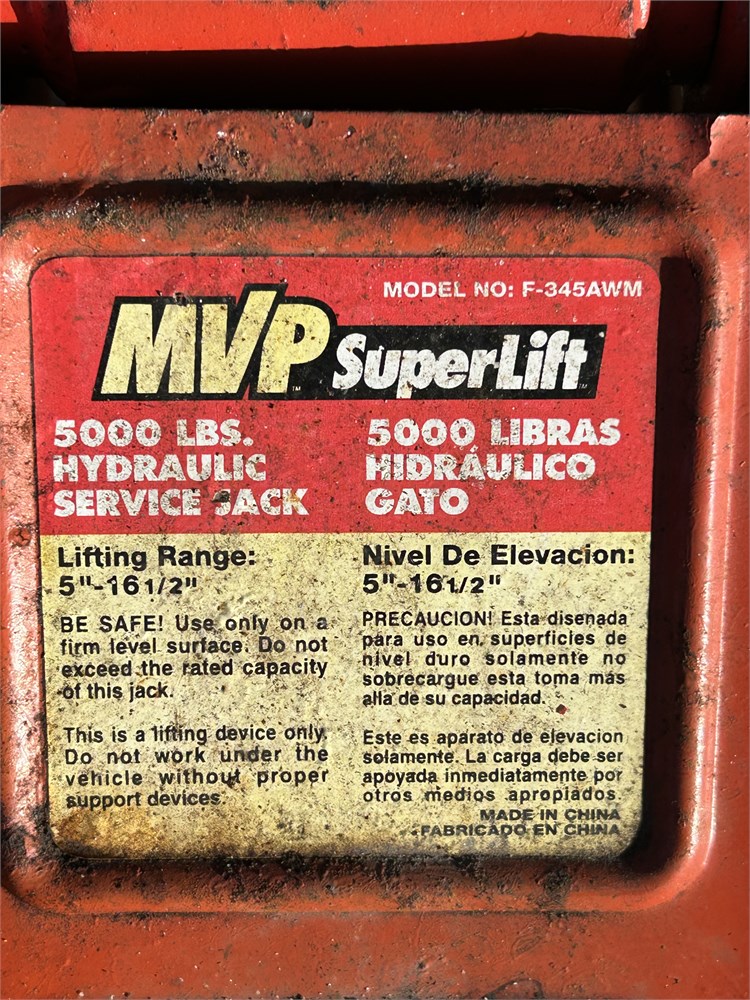 MODEL NO: F-345AWM
MVP™ SuperLift™
5000 LBS.
HYDRAULIC
SERVICE JACK
5000 LIBRAS
HIDRÁULICO
GATO
Lifting Range:
5"-16 1/2"
BE SAFE! Use only on a
firm level surface. Do not
exceed the rated capacity
of this jack.
This is a lifting device only.
Do not work under the
vehicle without proper
support devices.
Nivel De Elevacion:
5"-16 1/2"
PRECAUCION! Esta disenada
para uso en superficies de
nivel duro solamente no
sobrecargue esta toma más
alla de su capacidad.
Este es aparato de elevacion
solamente. La carga debe ser
apoyada inmediatamente por
otros medios apropiados.
MADE IN CHINA
FABRICADO EN CHINA